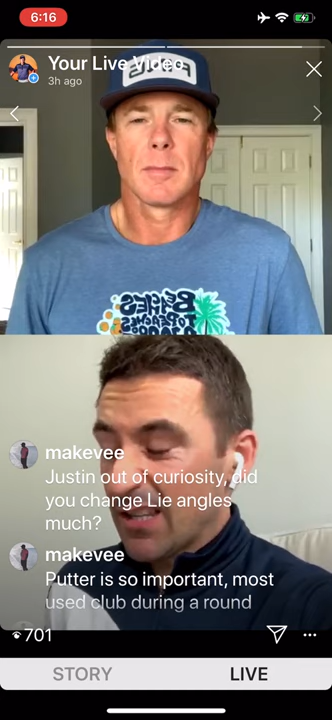 6:16
Your Live Video
3h ago
makevee
Justin out of curiosity, did
you change Lie angles
much?
makevee
Putter is so important, most
used club during a round
701
STORY
LIVE